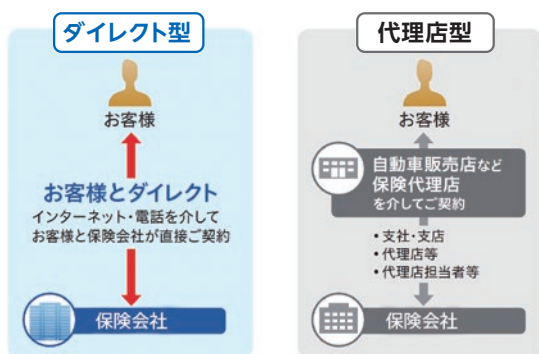 ダイレクト型
お客様
お客様とダイレクト
インターネット・電話を介して
お客様と保険会社が直接ご契約
保険会社
代理店型
お客様
自動車販売店など
保険代理店
を介してご契約
・支社・支店
・代理店等
・代理店担当者等
保険会社